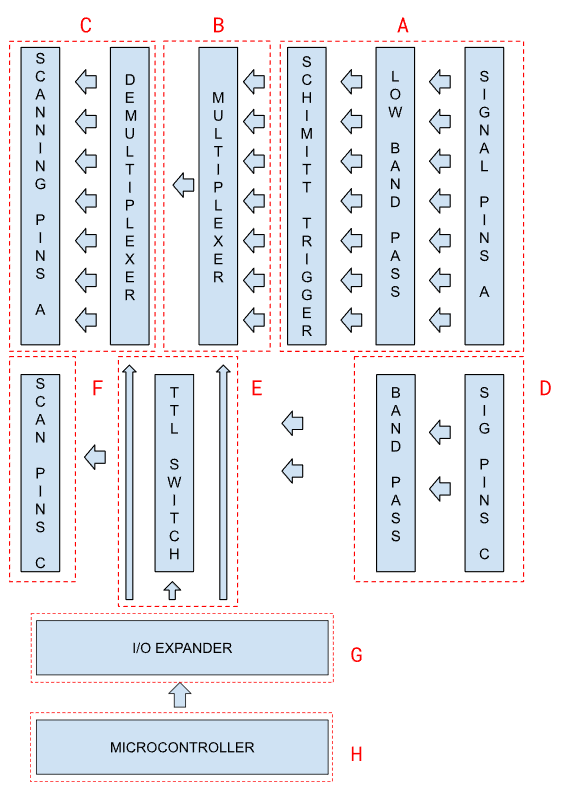 C
B
A
SCANNING PINS A
DEMULTIPLEXER
MULTIPLEXER
SCHIMITT TRIGGER
LOW BAND PASS
SIGNAL PINS A
SCAN PINS C
F
TTL SWITCH
E
BAND PASS
SIG PINS C
D
I/O EXPANDER
G
MICROCONTROLLER
H